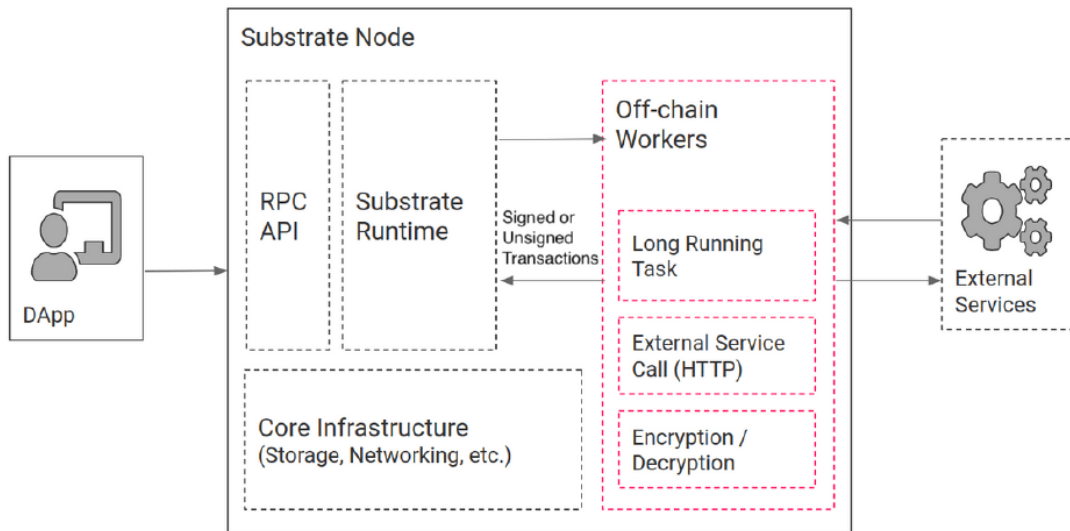 Substrate Node
DApp
RPC
API
Substrate
Runtime
Signed or
Unsigned
Transactions
Off-chain
Workers
Long Running
Task
External Service
Call (HTTP)
Encryption /
Decryption
Core Infrastructure
(Storage, Networking, etc.)
External
Services